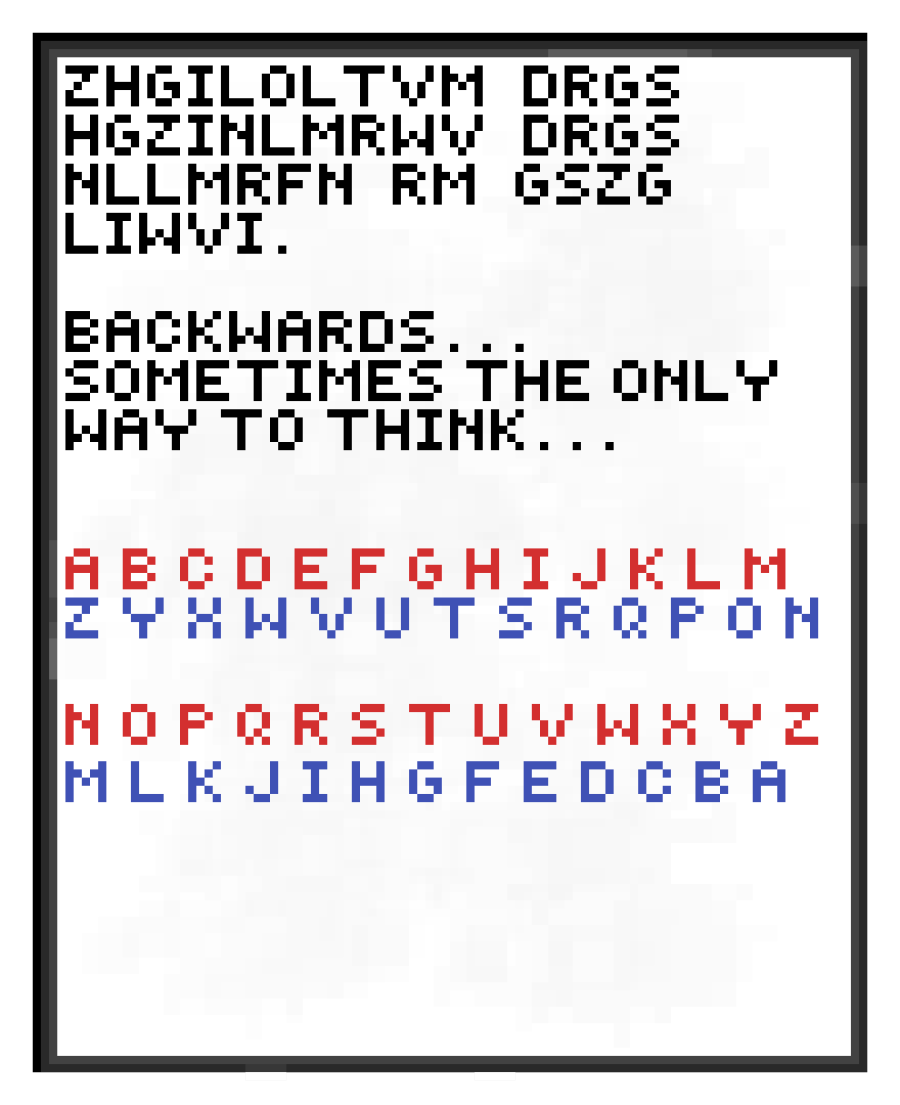 ZHGILOLTVM DRGS
HGZINLMRWV DRGS
NLLMRFN RM GSZG
LIWVI.
BACKWARDS...
SOMETIMES THE ONLY
WAY TO THINK...
A B C D E F G H I J K L M
Z Y X W V U T S R Q P O N
N O P Q R S T U V W X Y Z
M L K J I H G F E D C B A